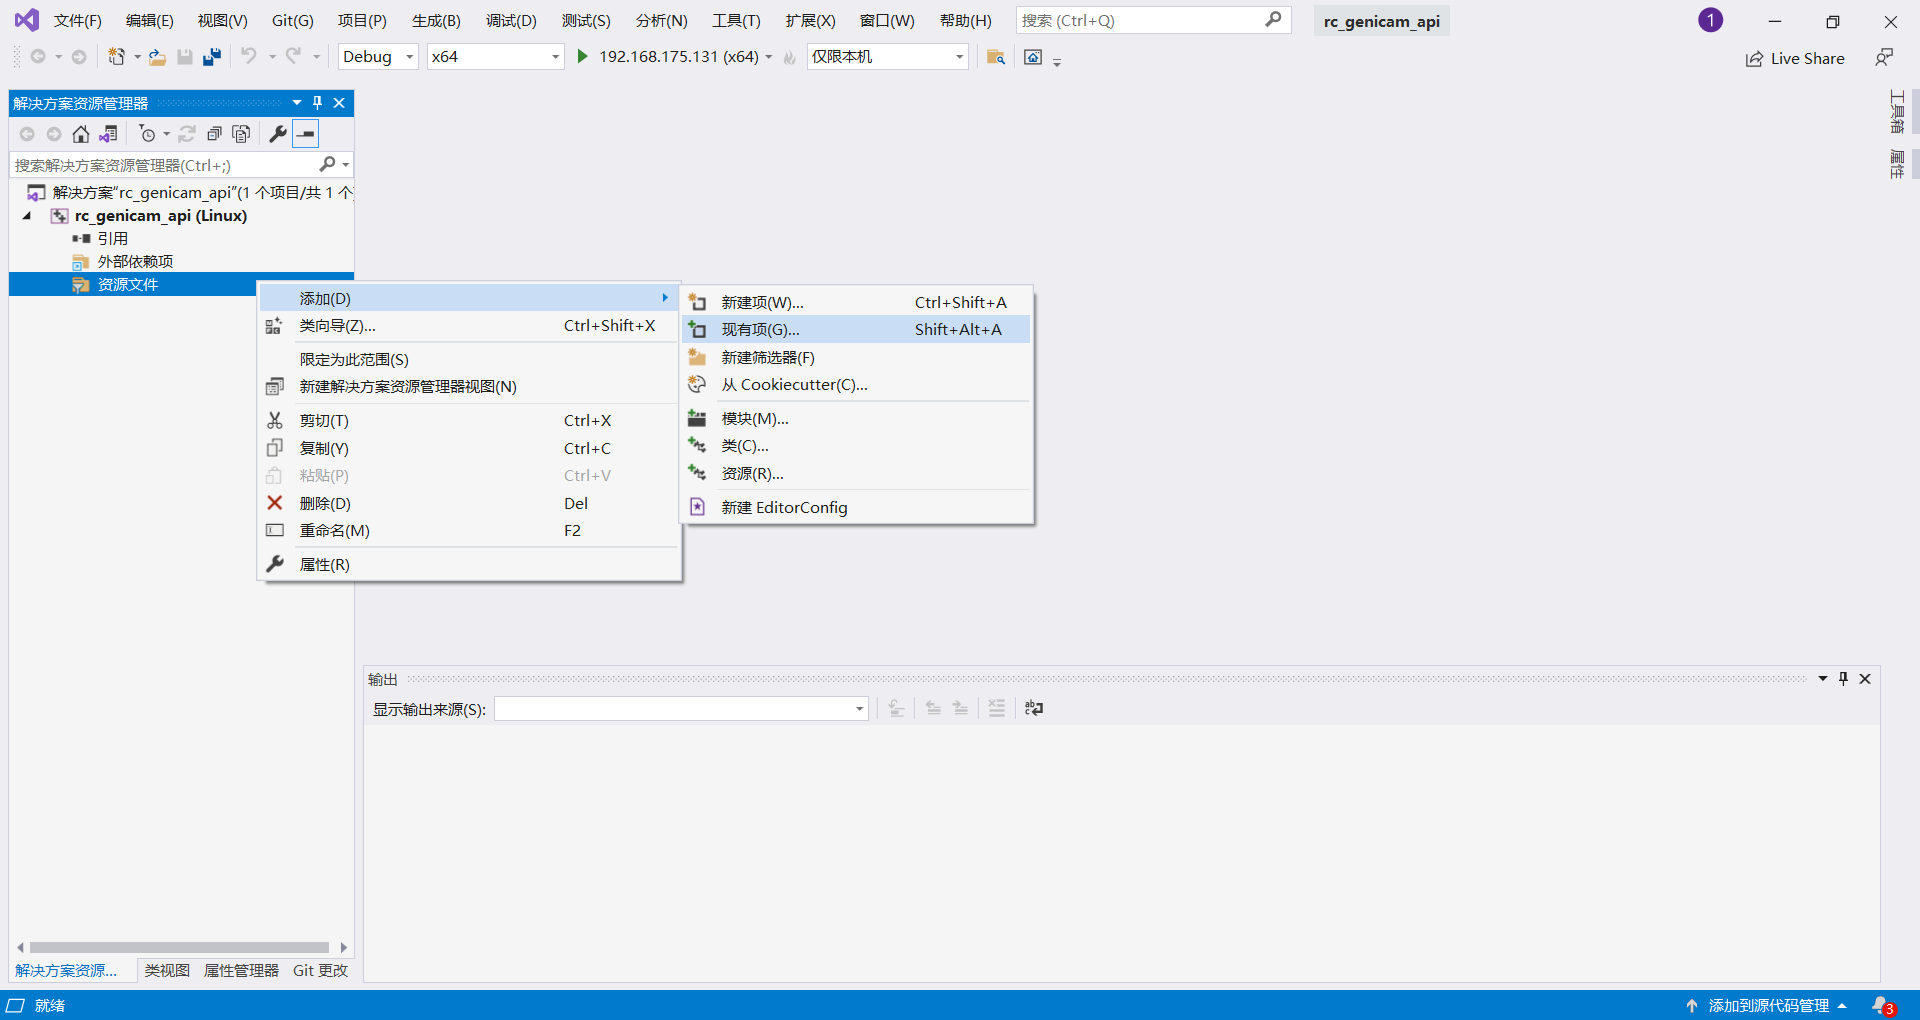 文件(F) 编辑(E) 视图(V) Git(G) 项目(P) 生成(B) 调试(D) 测试(S) 分析(N) 工具(T) 扩展(X) 窗口(W) 帮助(H) 搜索 (Ctrl+Q) rc_genicam_api 1
Debug x64 192.168.175.131 (x64) 仅限本机 Live Share
解决方案资源管理器
搜索解决方案资源管理器(Ctrl+;)
解决方案"rc_genicam_api"(1 个项目/共 1 个
rc_genicam_api (Linux)
引用
外部依赖项
资源文件
添加(D)
类向导(Z)... Ctrl+Shift+X
限定为此范围(S)
新建解决方案资源管理器视图(N)
剪切(T) Ctrl+X
复制(Y) Ctrl+C
粘贴(P) Ctrl+V
删除(D) Del
重命名(M) F2
属性(R)
新建项(W)... Ctrl+Shift+A
现有项(G)... Shift+Alt+A
新建筛选器(F)
从 Cookiecutter(C)...
模块(M)...
类(C)...
资源(R)...
新建 EditorConfig
工具箱
属性
输出
显示输出来源(S):
解决方案资源... 类视图 属性管理器 Git 更改
就绪 添加到源代码管理 3